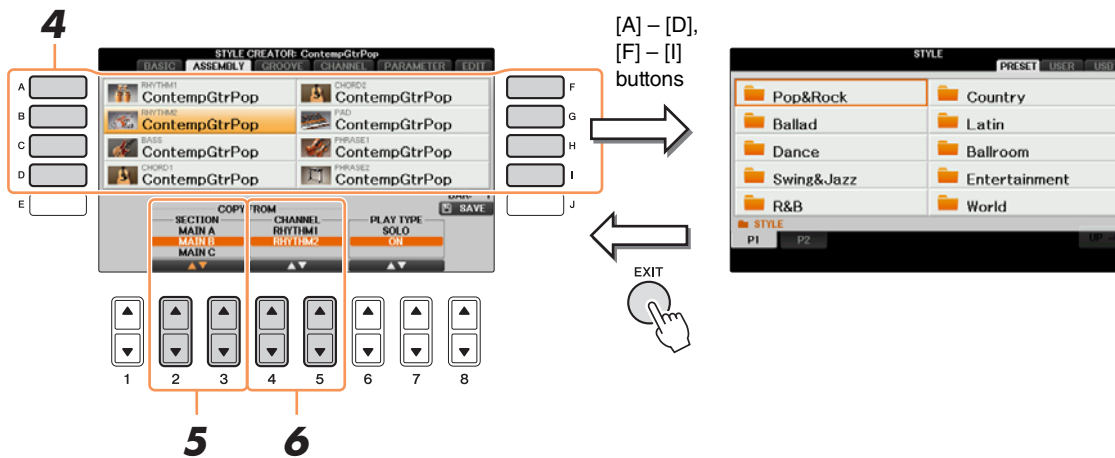 4
[A] – [D],
[F] – [I]
buttons
STYLE CREATOR: ContempGtrPop
BASIC ASSEMBLY GROOVE CHANNEL PARAMETER EDIT
A
RHYTHM1
ContempGtrPop
CHORD2
ContempGtrPop
F
B
RHYTHM2
ContempGtrPop
PAD
ContempGtrPop
G
C
BASS
ContempGtrPop
PHRASE1
ContempGtrPop
H
D
CHORD1
ContempGtrPop
PHRASE2
ContempGtrPop
I
E
BAR: 1
SAVE
J
COPY FROM
SECTION CHANNEL PLAY TYPE
MAIN A RHYTHM1 SOLO
MAIN B RHYTHM2 ON
MAIN C
1 2 3 4 5 6 7 8
5 6
EXIT
STYLE
PRESET USER USB
Pop&Rock Country
Ballad Latin
Dance Ballroom
Swing&Jazz Entertainment
R&B World
STYLE
P1 P2 UP